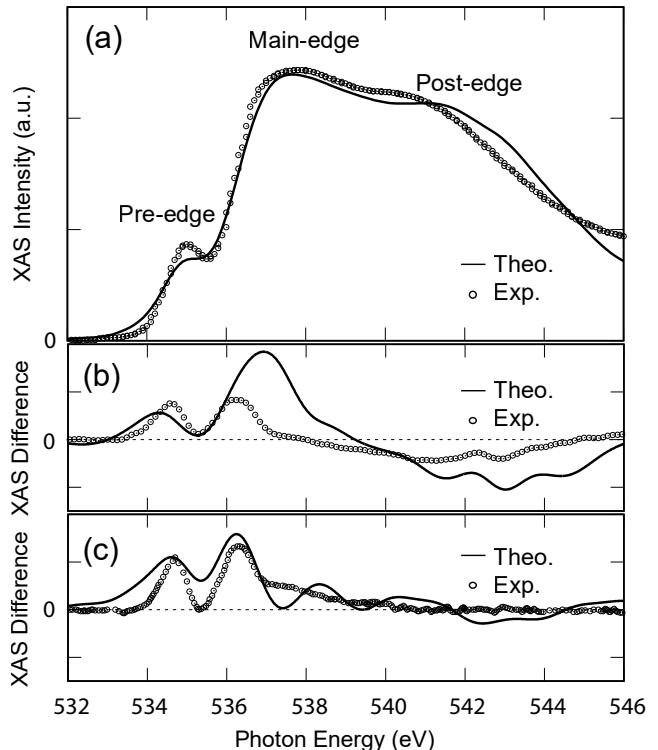 (a)
Main-edge
Post-edge
Pre-edge
XAS Intensity (a.u.)
Theo.
Exp.
0
(b)
XAS Difference
Theo.
Exp.
0
(c)
XAS Difference
Theo.
Exp.
0
532 534 536 538 540 542 544 546
Photon Energy (eV)